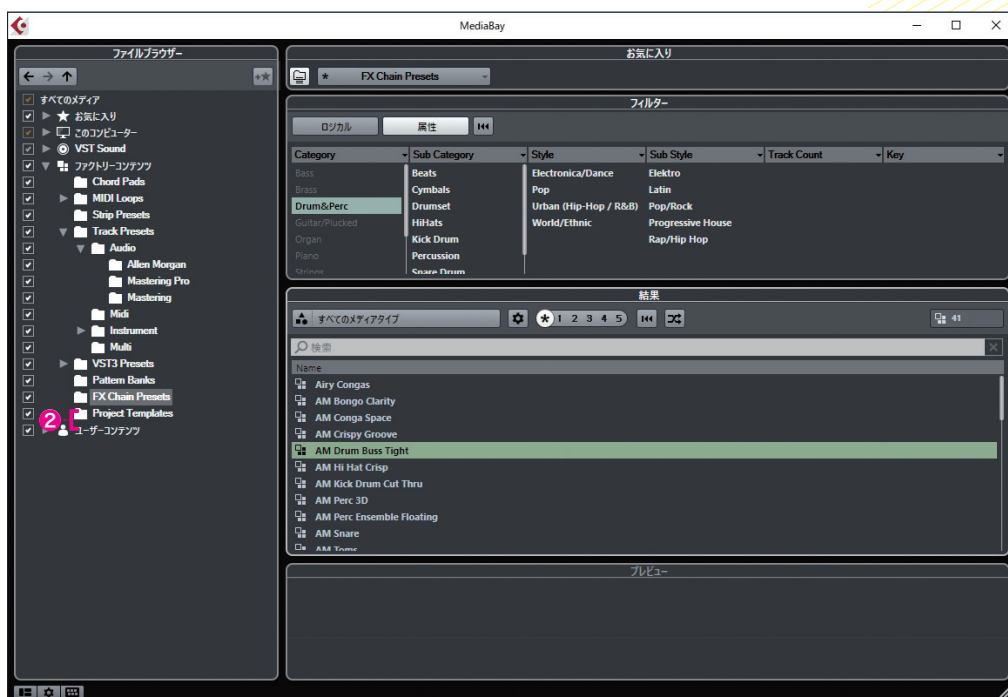 MediaBay
ファイルブラウザー
すべてのメディア
お気に入り
このコンピューター
VST Sound
ファクトリーコンテンツ
Chord Pads
MIDI Loops
Strip Presets
Track Presets
Audio
Allen Morgan
Mastering Pro
Mastering
Midi
Instrument
Multi
VST3 Presets
Pattern Banks
FX Chain Presets
Project Templates
2
ユーザーコンテンツ
お気に入り
* FX Chain Presets
フィルター
ロジカル 属性
Category Sub Category Style Sub Style Track Count Key
Bass Beats Electronica/Dance Elektro
Brass Cymbals Pop Latin
Drum&Perc Drumset Urban (Hip-Hop / R&B) Pop/Rock
Guitar/Plucked HiHats World/Ethnic Progressive House
Organ Kick Drum Rap/Hip Hop
Piano Percussion
Strings Snare Drum
結果
すべてのメディアタイプ * 1 2 3 4 5 41
検索
Name
Airy Congas
AM Bongo Clarity
AM Conga Space
AM Crispy Groove
AM Drum Buss Tight
AM Hi Hat Crisp
AM Kick Drum Cut Thru
AM Perc 3D
AM Perc Ensemble Floating
AM Snare
AM Toms
プレビュー